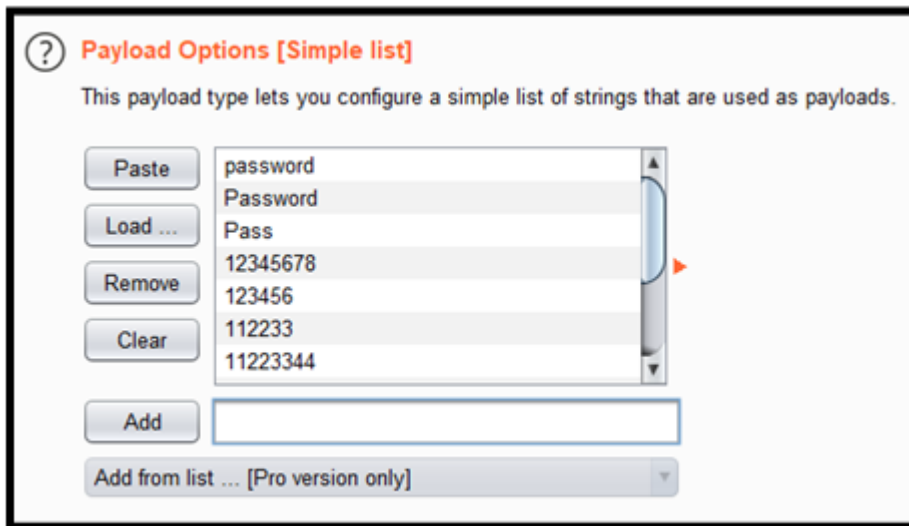 Payload Options [Simple list]
This payload type lets you configure a simple list of strings that are used as payloads.
Paste
password
Password
Load ...
Pass
12345678
Remove
123456
112233
Clear
11223344
Add
Add from list ... [Pro version only]